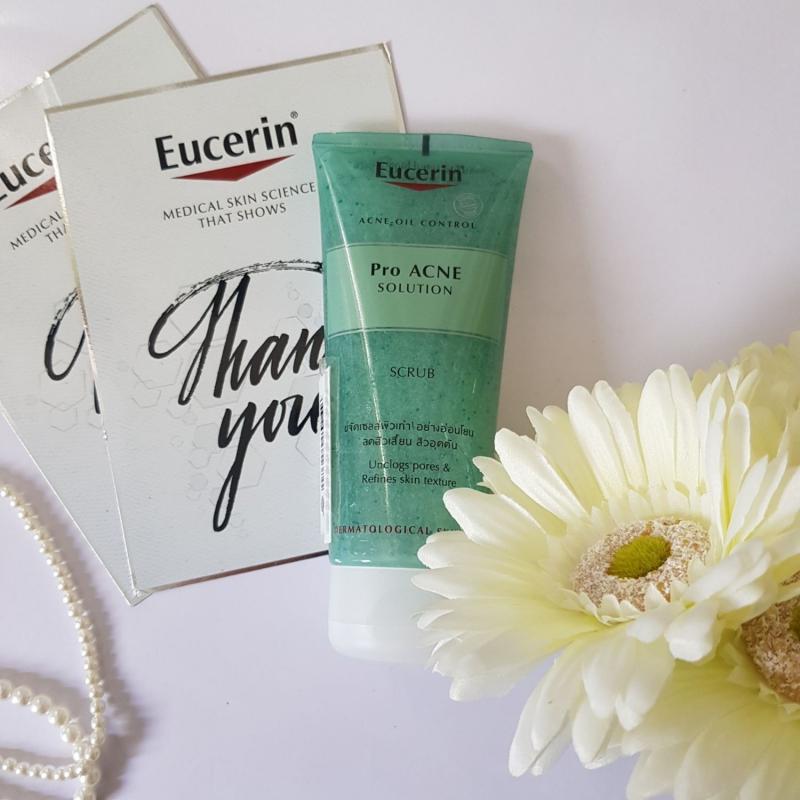 Eucerin®
MEDICAL SKIN SCIENCE
THAT SHOWS
Thank
you
Eucerin
ACNE-OIL CONTROL
Pro ACNE
SOLUTION
SCRUB
ขจัดเซลล์ผิวเก่า\อย่างอ่อนโยน
ลดสิวเสี้ยน สิวอุดตัน
Unclogs pores &
Refines skin texture
DERMATOLOGICAL